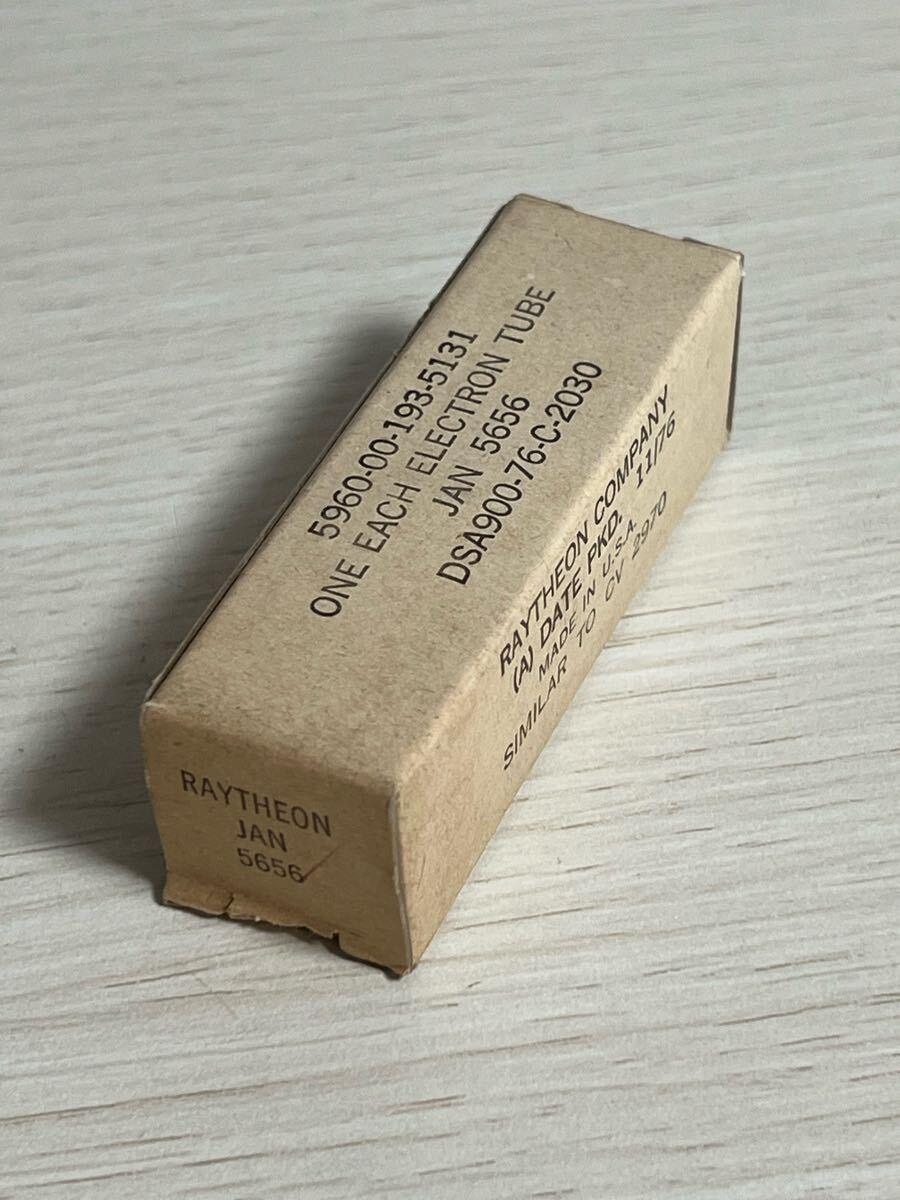 5960-00-193-5131
ONE EACH ELECTRON TUBE
JAN 5656
DSA900-76-C-2030
RAYTHEON COMPANY
(A) DATE PKD. 11/76
MADE IN U.S.A.
SIMILAR TO CV 2970
RAYTHEON
JAN
5656